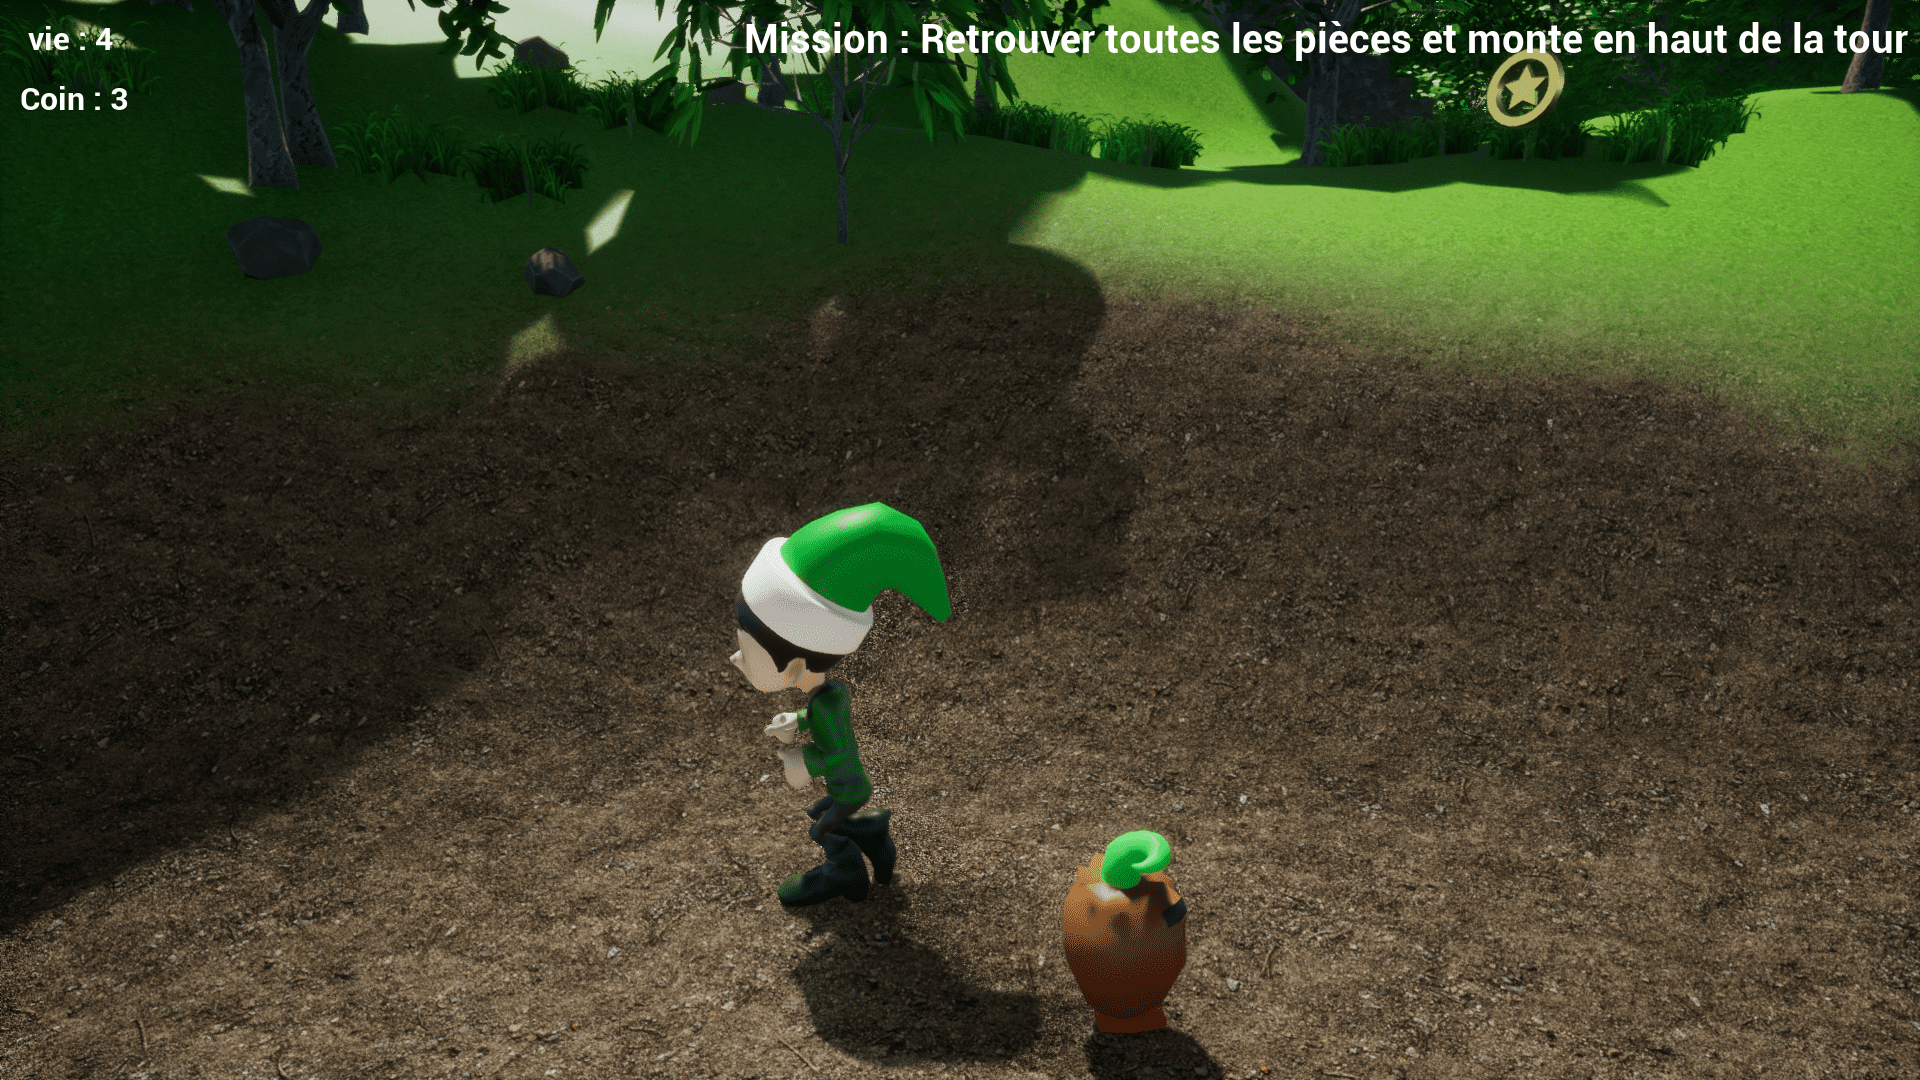 vie : 4
Mission : Retrouver toutes les pièces et monte en haut de la tour
Coin : 3